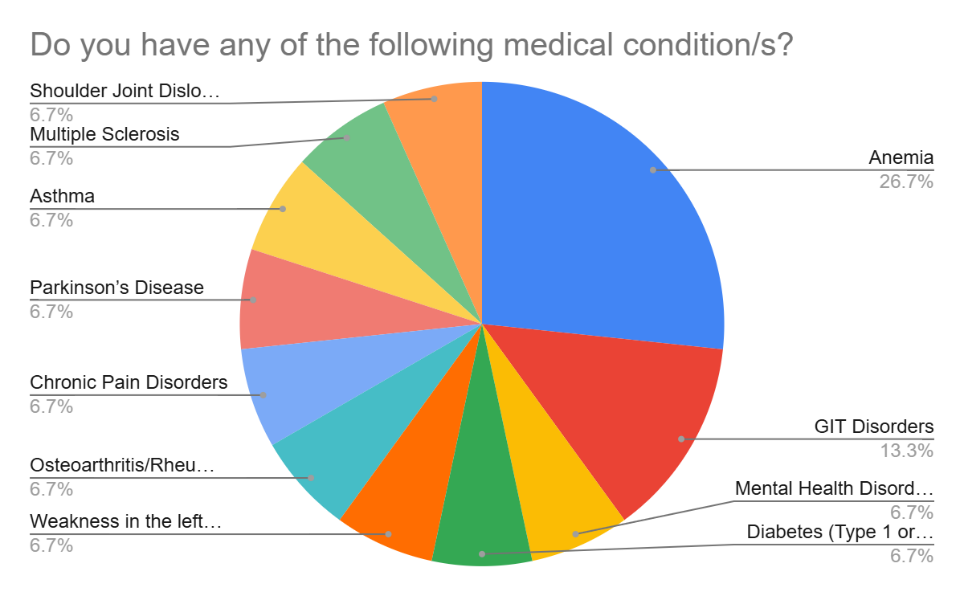 Do you have any of the following medical condition/s?
Shoulder Joint Dislo…
6.7%
Multiple Sclerosis
6.7%
Asthma
6.7%
Parkinson’s Disease
6.7%
Chronic Pain Disorders
6.7%
Osteoarthritis/Rheu…
6.7%
Weakness in the left…
6.7%
Anemia
26.7%
GIT Disorders
13.3%
Mental Health Disord…
6.7%
Diabetes (Type 1 or…
6.7%